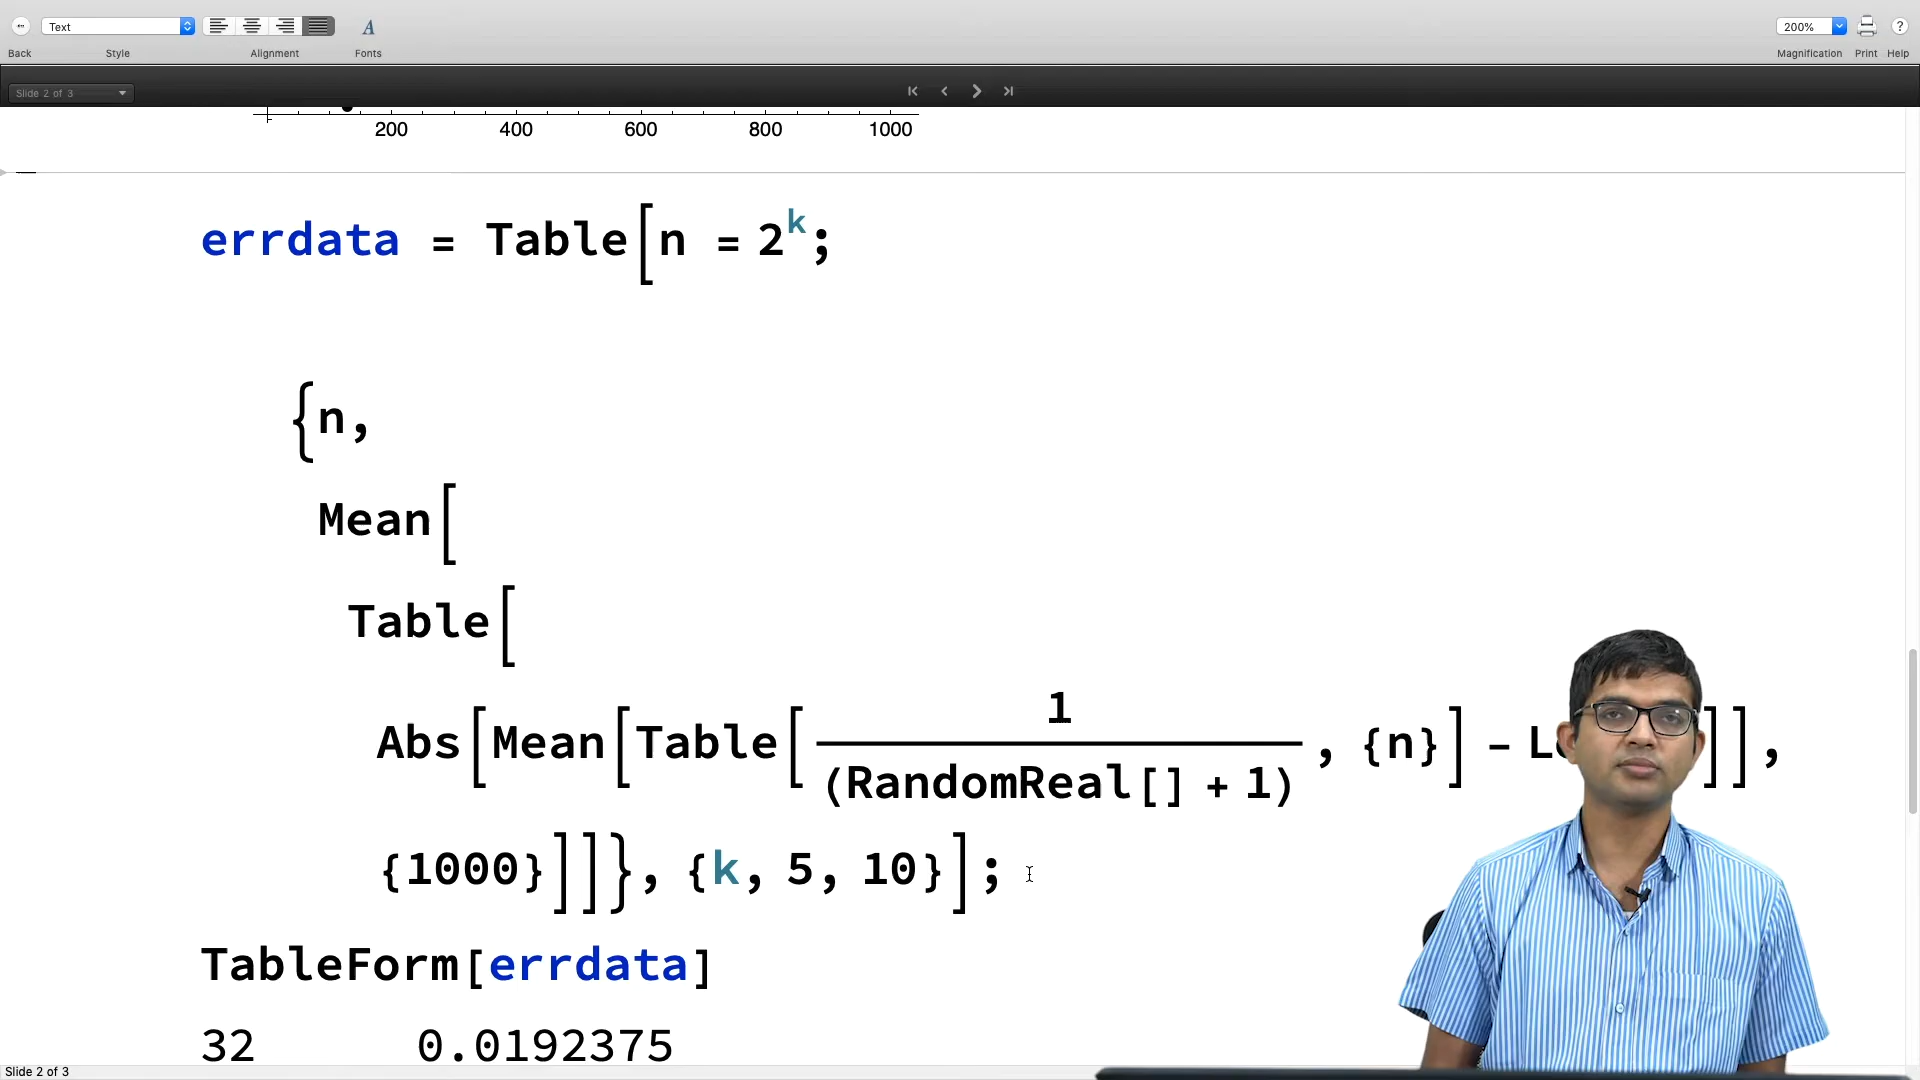 Text
Back Style Alignment Fonts
200%
Magnification Print Help
Slide 2 of 3
200 400 600 800 1000
errdata = Table[n = 2^k;
{n,
Mean[
Table[
Abs[Mean[Table[1/(RandomReal[] + 1), {n}] – L ]],
{1000}]]}, {k, 5, 10}];
TableForm[errdata]
32 0.0192375
Slide 2 of 3